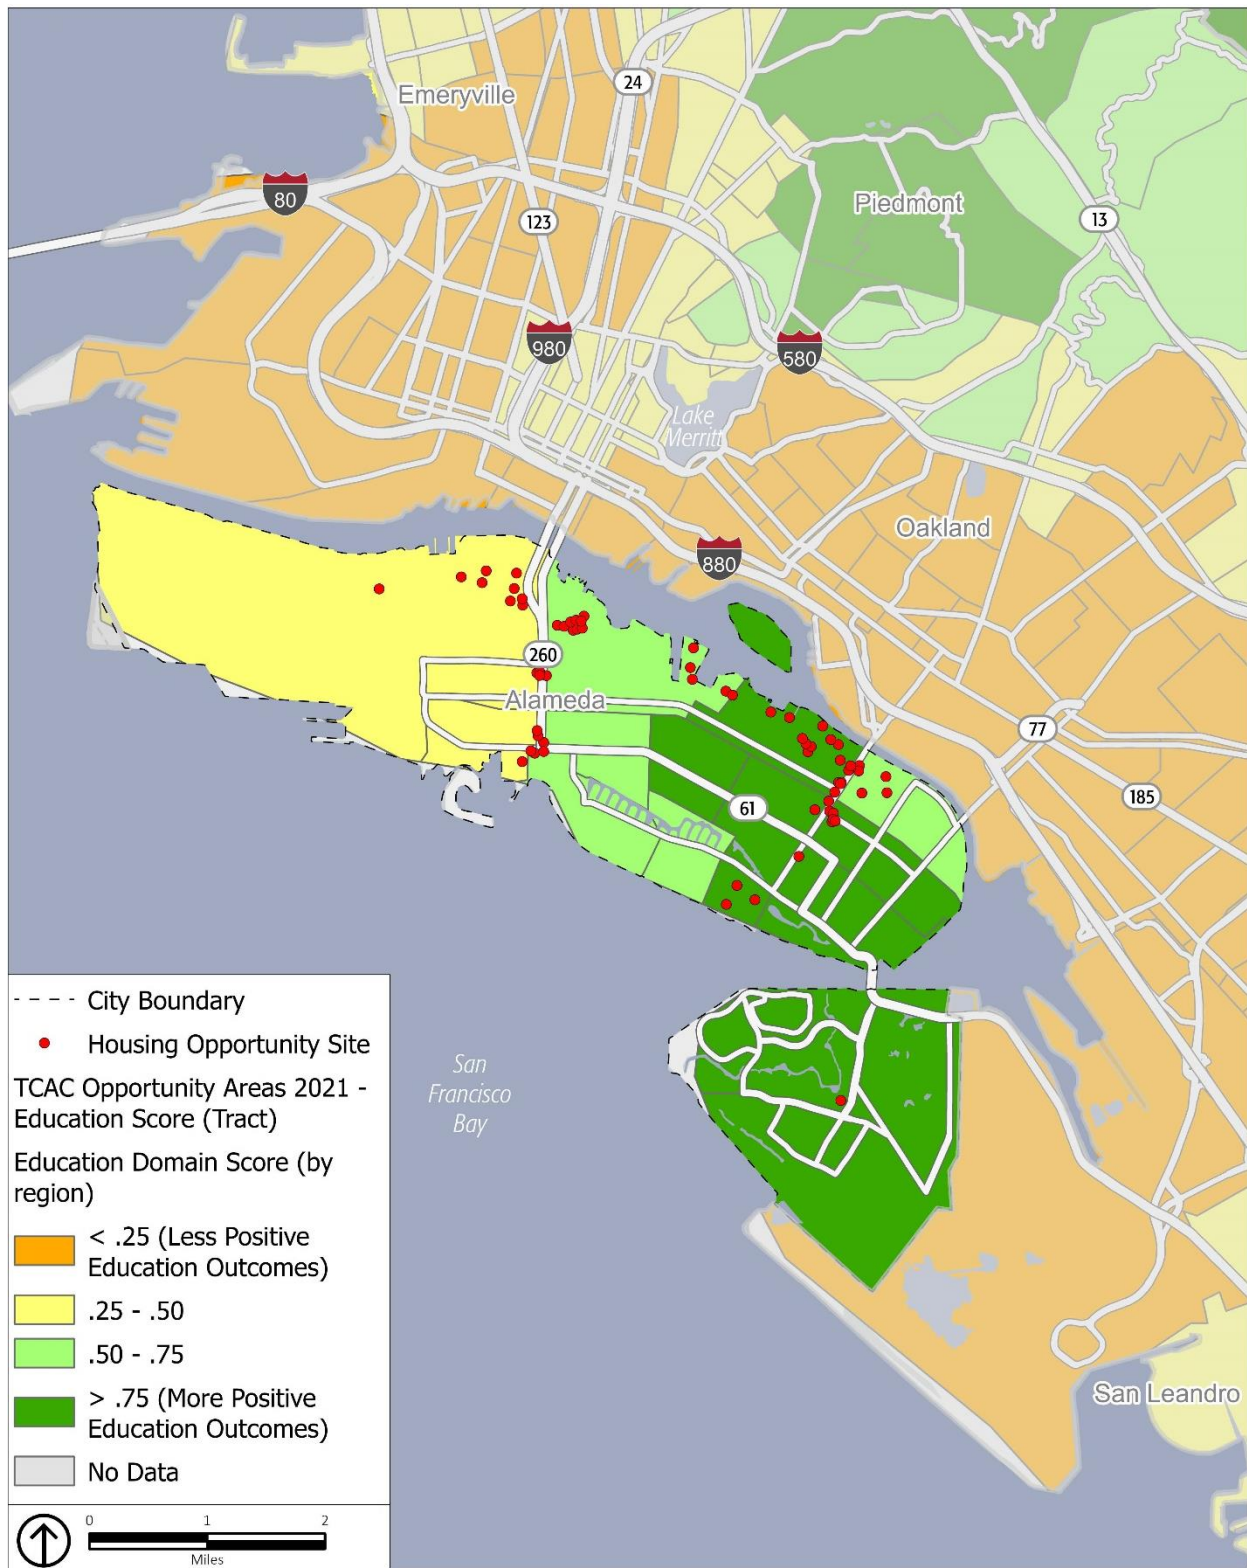 Emeryville
24
80
123
Piedmont
13
980
580
Lake
Merritt
Oakland
880
260
Alameda
77
61
185
San
Francisco
Bay
San Leandro
City Boundary
Housing Opportunity Site
TCAC Opportunity Areas 2021 -
Education Score (Tract)
Education Domain Score (by
region)
< .25 (Less Positive
Education Outcomes)
.25 - .50
.50 - .75
> .75 (More Positive
Education Outcomes)
No Data
0 1 2
Miles